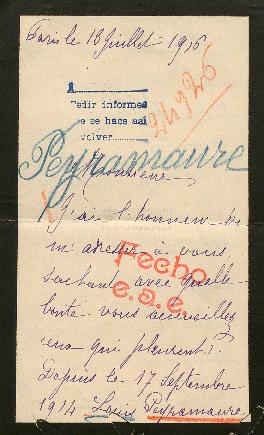 Paris le 13 Juillet 1916
1
Pedir informes
se hace así
volver
24926
Peyramaure
Monsieur
J'ai l'honneur de
m'adresser à vous
sachant avec quelle
bonté vous accueillez
ceux qui pleurent.
Fecho
e.a.e.
Depuis le 17 Septembre
1914 Louis Peyramaure